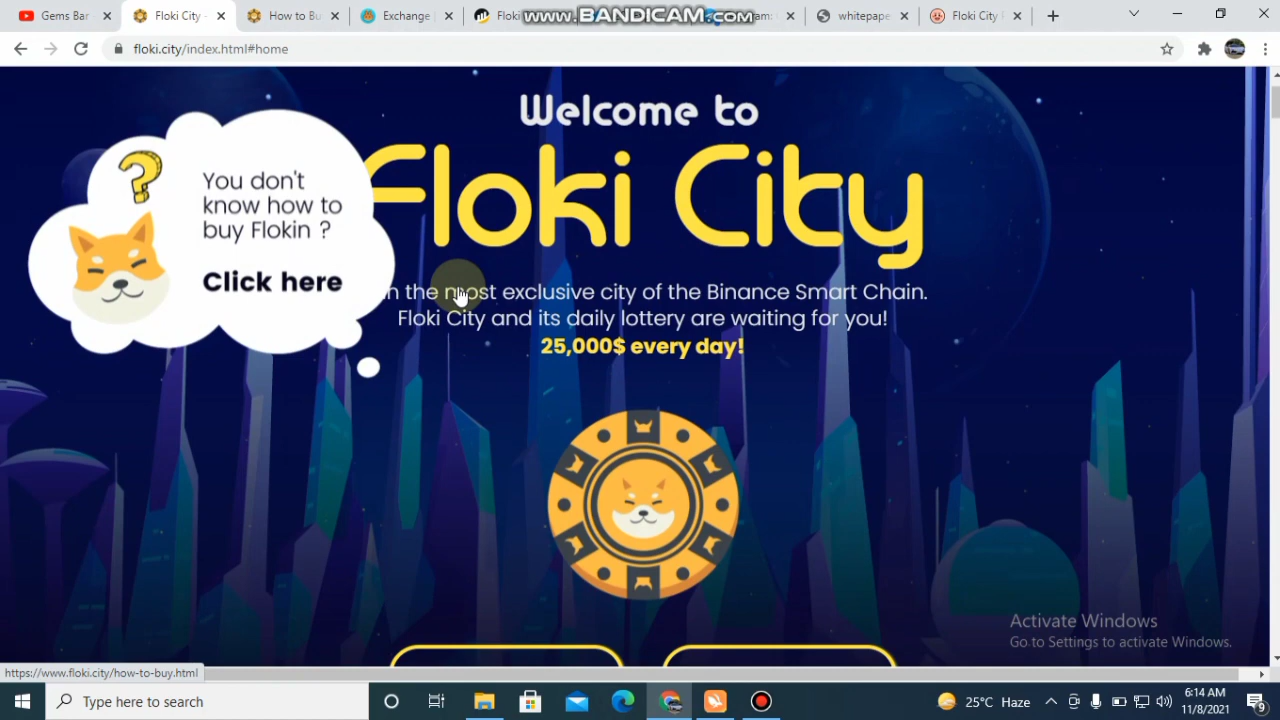 Gems Bar
Floki City -
How to Bu
Exchange
Floki
www.BANDICAM.com
am:
whitepape
Floki City
floki.city/index.html#home
Welcome to
Floki City
You don't
know how to
buy Flokin ?
Click here
in the most exclusive city of the Binance Smart Chain.
Floki City and its daily lottery are waiting for you!
25,000$ every day!
Activate Windows
Go to Settings to activate Windows.
https://www.floki.city/how-to-buy.html
Type here to search
25°C Haze
6:14 AM
11/8/2021
9